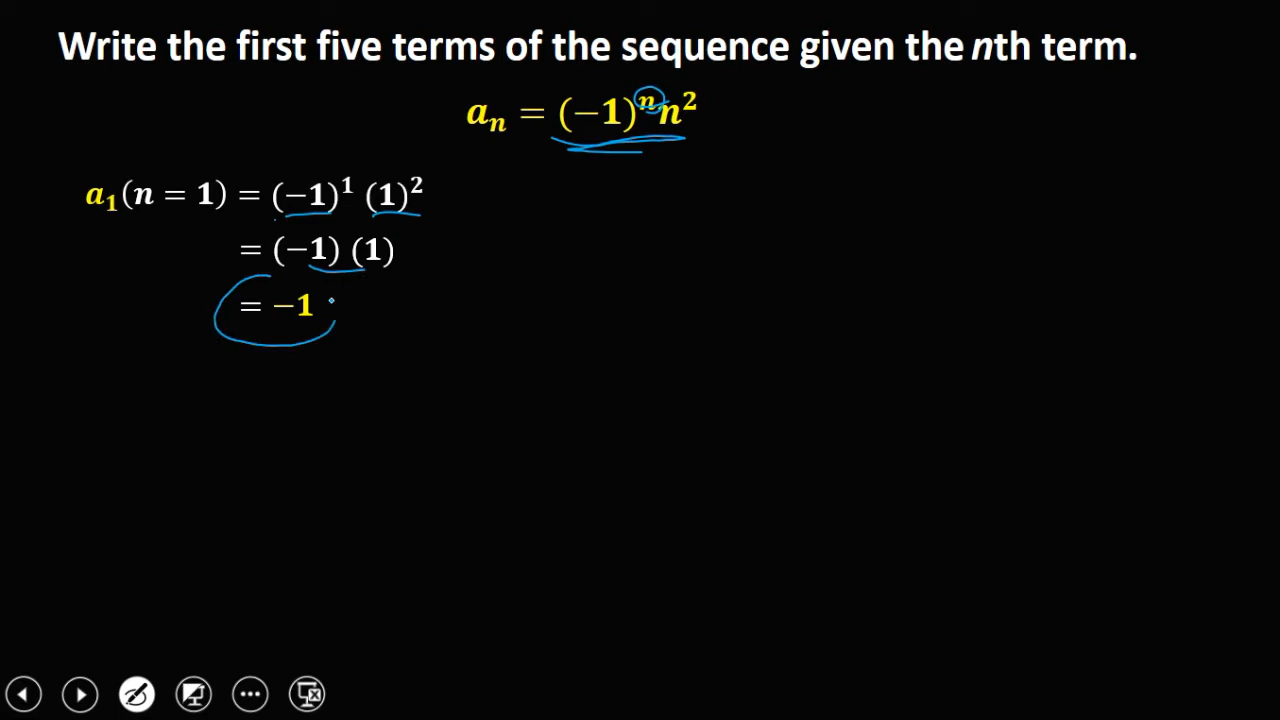 Write the first five terms of the sequence given the nth term.
aₙ = (−1)ⁿn²
a₁(n = 1) = (−1)¹ (1)²
= (−1) (1)
= −1